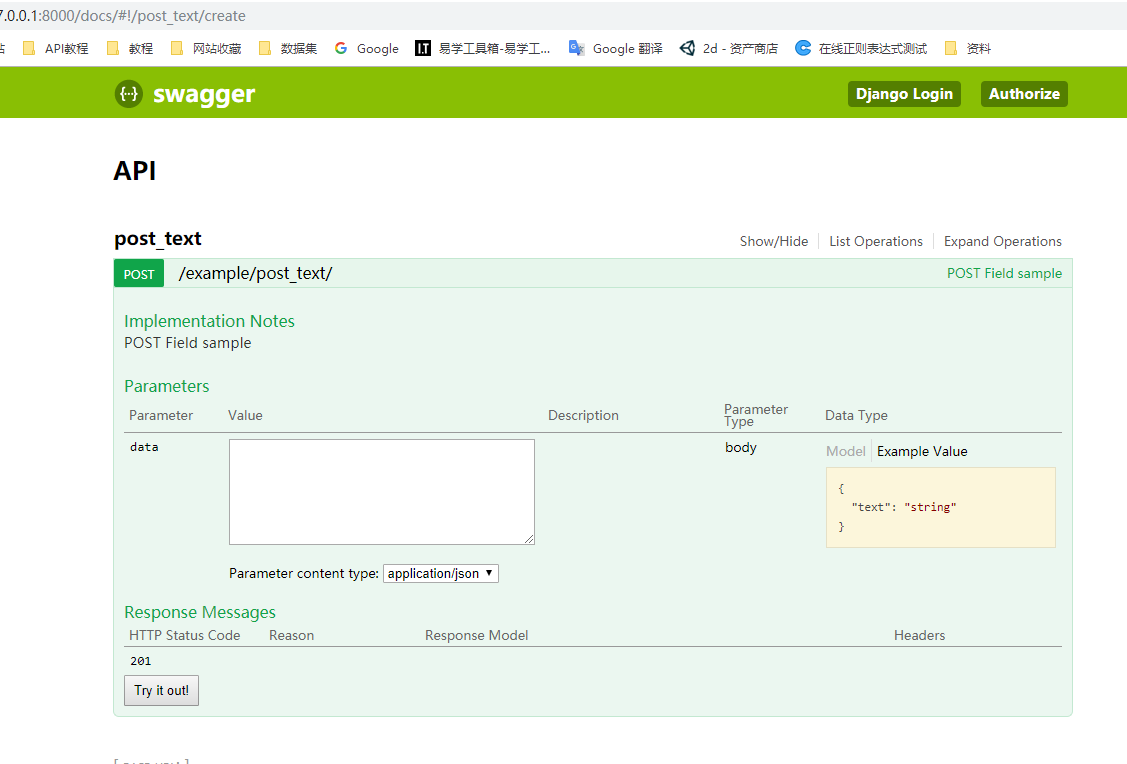 7.0.0.1:8000/docs/#!/post_text/create
站 API教程 教程 网站收藏 数据集 Google 易学工具箱-易学工... Google 翻译 2d - 资产商店 在线正则表达式测试 资料
{··} swagger Django Login Authorize
API
post_text Show/Hide List Operations Expand Operations
POST /example/post_text/ POST Field sample
Implementation Notes
POST Field sample
Parameters
Parameter Value Description Parameter Type Data Type
data body Model Example Value
{
"text": "string"
}
Parameter content type: application/json
Response Messages
HTTP Status Code Reason Response Model Headers
201
Try it out!